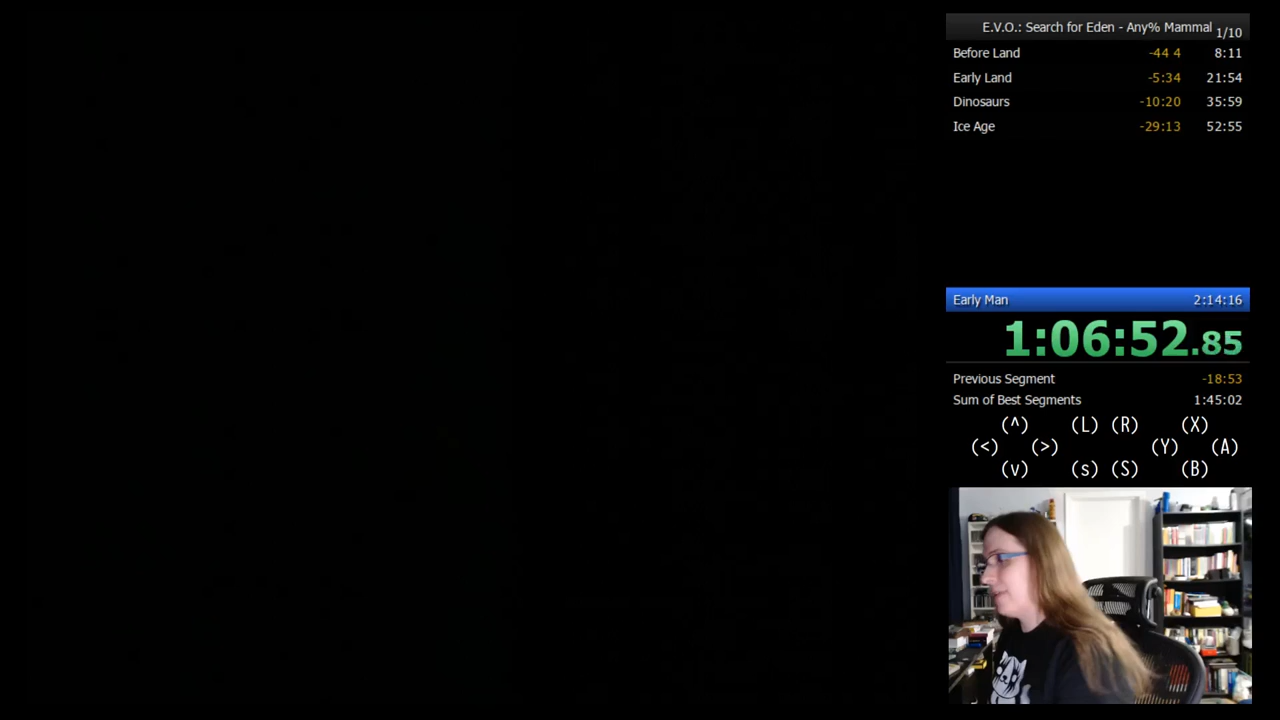 E.V.O.: Search for Eden - Any% Mammal 1/10
Before Land -44 4 8:11
Early Land -5:34 21:54
Dinosaurs -10:20 35:59
Ice Age -29:13 52:55
Early Man 2:14:16
1:06:52.85
Previous Segment -18:53
Sum of Best Segments 1:45:02
(^) (L) (R) (X)
(<) (>) (Y) (A)
(v) (s) (S) (B)